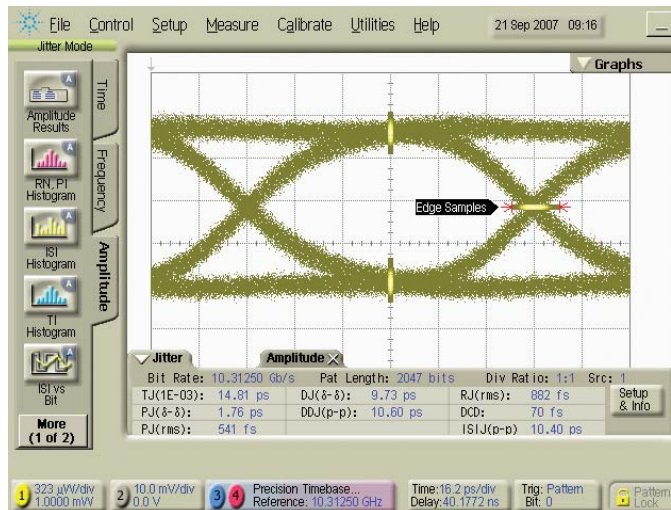 File Control Setup Measure Calibrate Utilities Help 21 Sep 2007 09:16
Jitter Mode
Graphs
Time
Frequency
Amplitude
Amplitude
Results
RN, PI
Histogram
ISI
Histogram
TI
Histogram
ISI vs
Bit
More
(1 of 2)
Edge Samples
Jitter Amplitude
Bit Rate: 10.31250 Gb/s Pat Length: 2047 bits Div Ratio: 1:1 Src: 1
TJ(1E-03): 14.81 ps DJ(δ-δ): 9.73 ps RJ(rms): 882 fs
PJ(δ-δ): 1.76 ps DDJ(p-p): 10.60 ps DCD: 70 fs
PJ(rms): 541 fs ISIJ(p-p) 10.40 ps
Setup
& Info
1 323 µW/div 2 10.0 mV/div 3 4 Precision Timebase... Time:16.2 ps/div Trig: Pattern Pattern
1.0000 mW 0.0 V Reference: 10.31250 GHz Delay:40.1772 ns Bit: 0 Lock